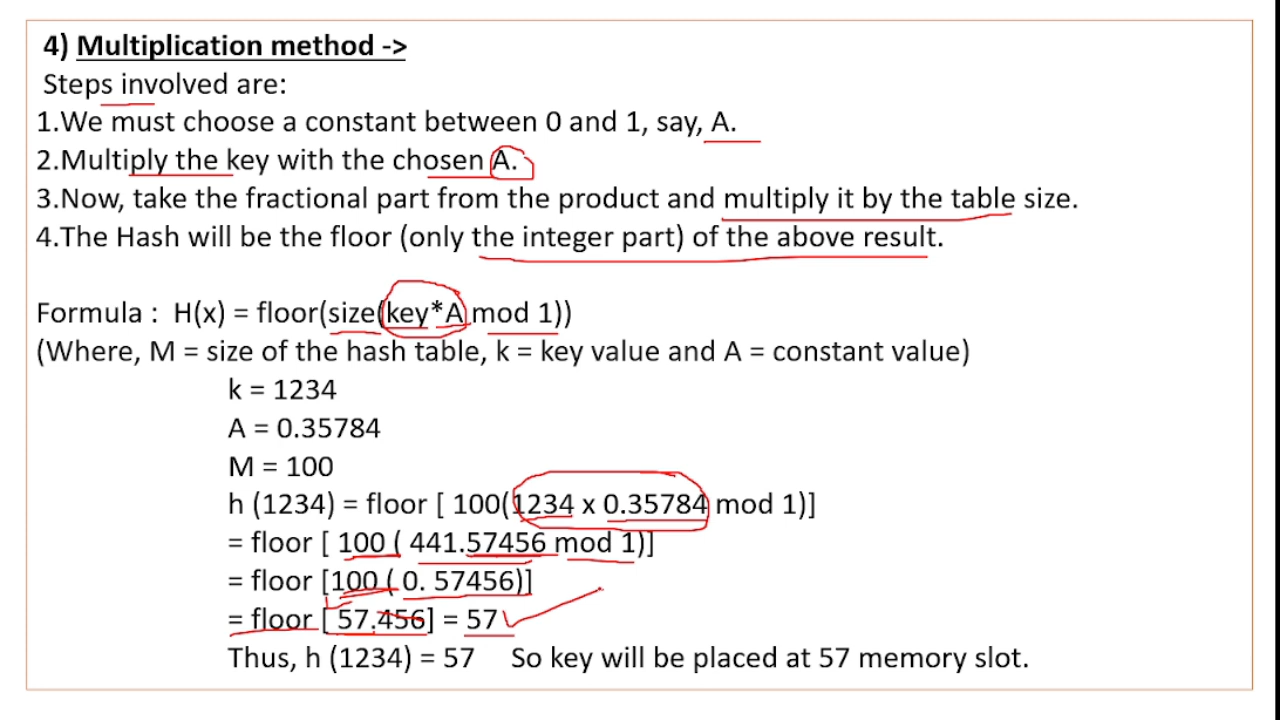 4) Multiplication method ->
Steps involved are:
1.We must choose a constant between 0 and 1, say, A.
2.Multiply the key with the chosen A.
3.Now, take the fractional part from the product and multiply it by the table size.
4.The Hash will be the floor (only the integer part) of the above result.
Formula : H(x) = floor(size(key*A mod 1))
(Where, M = size of the hash table, k = key value and A = constant value)
k = 1234
A = 0.35784
M = 100
h (1234) = floor [ 100(1234 x 0.35784 mod 1)]
= floor [ 100 ( 441.57456 mod 1)]
= floor [100 ( 0. 57456)]
= floor [ 57.456] = 57
Thus, h (1234) = 57 So key will be placed at 57 memory slot.